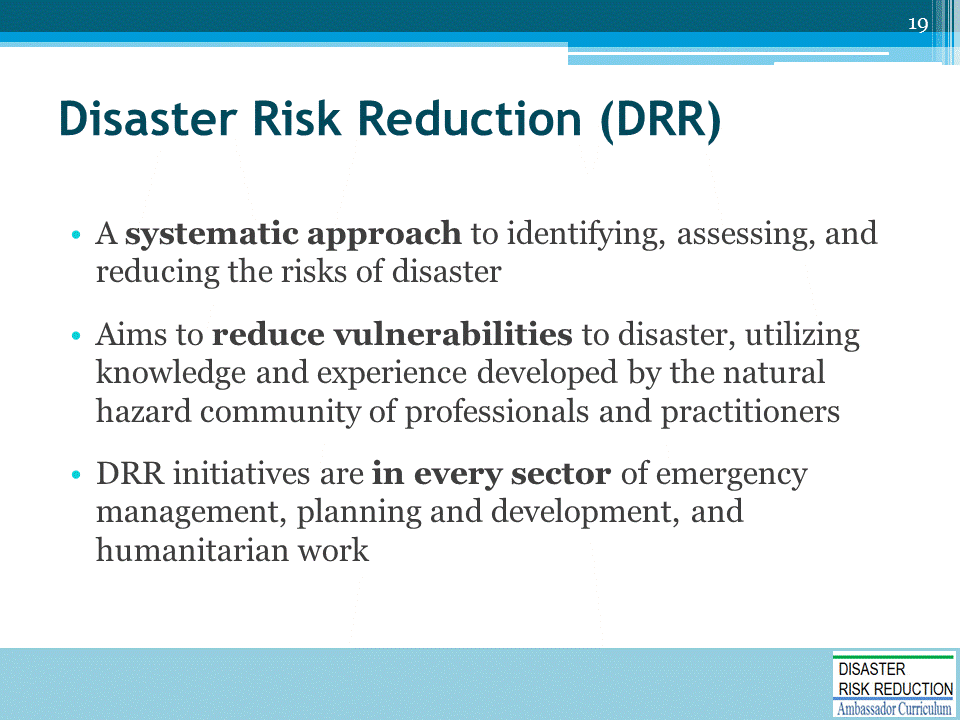 19
Disaster Risk Reduction (DRR)
• A systematic approach to identifying, assessing, and
reducing the risks of disaster
• Aims to reduce vulnerabilities to disaster, utilizing
knowledge and experience developed by the natural
hazard community of professionals and practitioners
• DRR initiatives are in every sector of emergency
management, planning and development, and
humanitarian work
DISASTER
RISK REDUCTION
Ambassador Curriculum